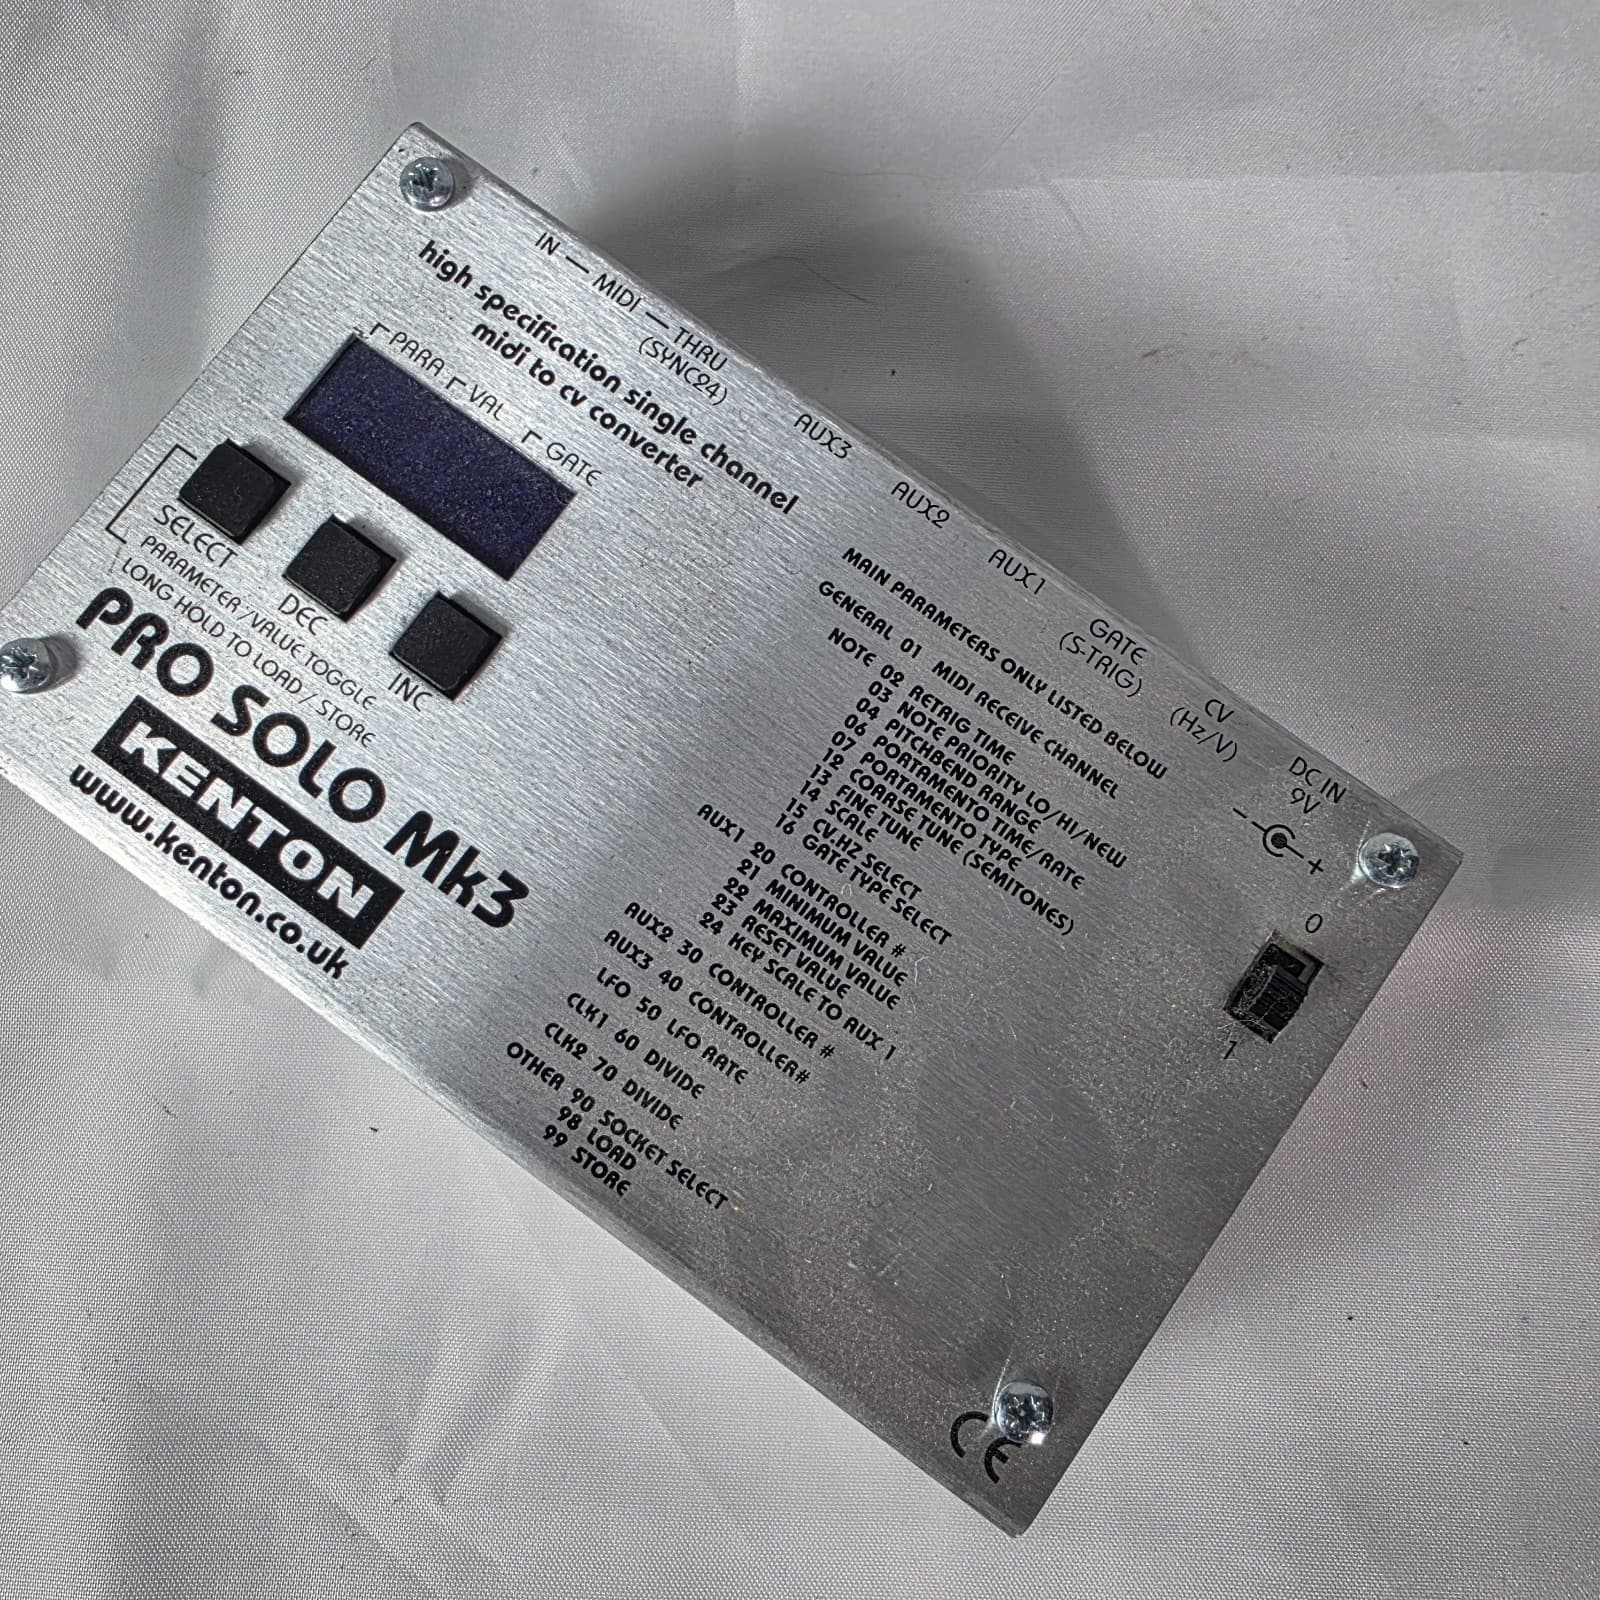 IN — MIDI — THRU
(SYNC24)
AUX3
AUX2
AUX1
GATE
(S-TRIG)
CV
(Hz/V)
DC IN
9V
- +
0
1
high specification single channel
midi to cv converter
PARA
VAL
GATE
SELECT
DEC
INC
PARAMETER/VALUE TOGGLE
LONG HOLD TO LOAD/STORE
PRO SOLO Mk3
KENTON
www.kenton.co.uk
MAIN PARAMETERS ONLY LISTED BELOW
GENERAL 01 MIDI RECEIVE CHANNEL
NOTE 02 RETRIG TIME
03 NOTE PRIORITY LO/HI/NEW
04 PITCHBEND RANGE
06 PORTAMENTO TIME/RATE
07 PORTAMENTO TYPE
12 COARSE TUNE (SEMITONES)
13 FINE TUNE
14 SCALE
15 CV.HZ SELECT
16 GATE TYPE SELECT
AUX1 20 CONTROLLER #
21 MINIMUM VALUE
22 MAXIMUM VALUE
23 RESET VALUE
24 KEY SCALE TO AUX 1
AUX2 30 CONTROLLER #
AUX3 40 CONTROLLER#
LFO 50 LFO RATE
CLK1 60 DIVIDE
CLK2 70 DIVIDE
OTHER 90 SOCKET SELECT
98 LOAD
99 STORE
CE